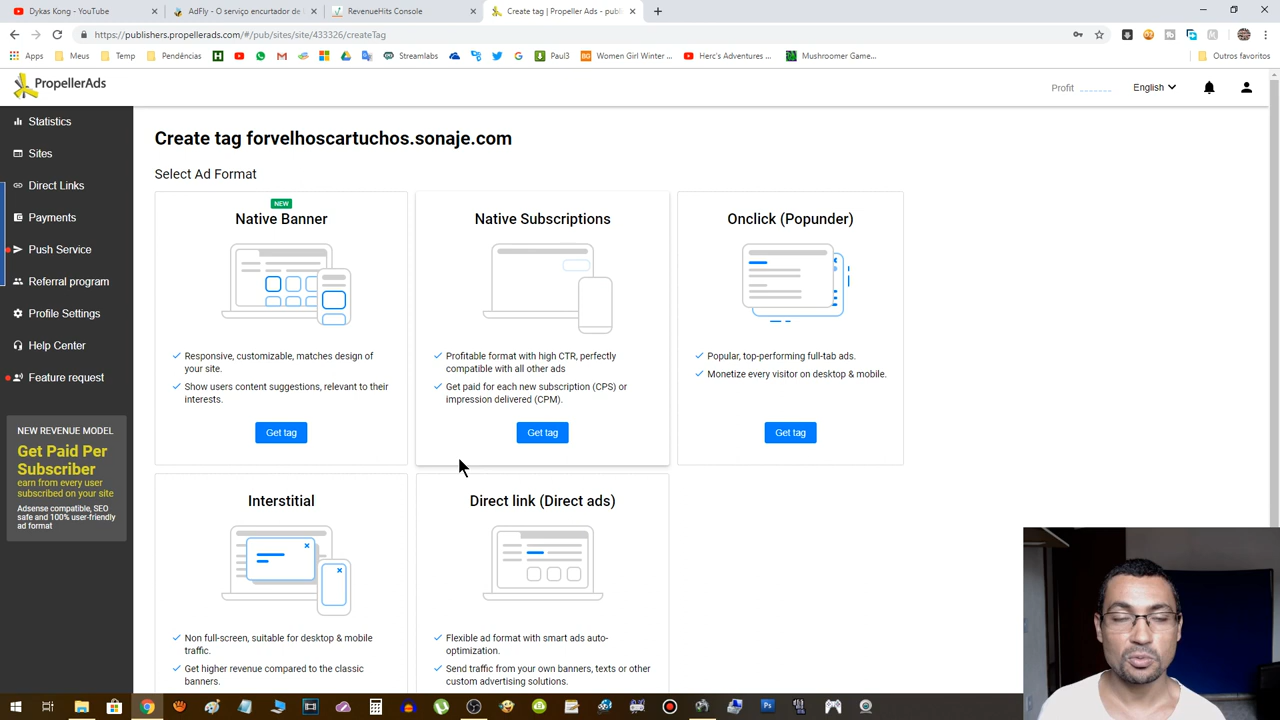 Dykas Kong - YouTube
AdFly - O serviço encurtador de
RevenueHits Console
Create tag | Propeller Ads - publ
https://publishers.propellerads.com/#/pub/sites/site/433326/createTag
Apps
Meus
Temp
Pendências
Streamlabs
Paul3
Women Girl Winter ...
Herc's Adventures ...
Mushroomer Game...
Outros favoritos
PropellerAds
Profit
English
Statistics
Sites
Direct Links
Payments
Push Service
Referral program
Profile Settings
Help Center
Feature request
NEW REVENUE MODEL
Get Paid Per
Subscriber
earn from every user
subscribed on your site
Adsense compatible, SEO
safe and 100% user-friendly
ad format
Create tag forvelhoscartuchos.sonaje.com
Select Ad Format
NEW
Native Banner
Responsive, customizable, matches design of
your site.
Show users content suggestions, relevant to their
interests.
Get tag
Native Subscriptions
Profitable format with high CTR, perfectly
compatible with all other ads
Get paid for each new subscription (CPS) or
impression delivered (CPM).
Get tag
Onclick (Popunder)
Popular, top-performing full-tab ads.
Monetize every visitor on desktop & mobile.
Get tag
Interstitial
Non full-screen, suitable for desktop & mobile
traffic.
Get higher revenue compared to the classic
banners.
Direct link (Direct ads)
Flexible ad format with smart ads auto-
optimization.
Send traffic from your own banners, texts or other
custom advertising solutions.